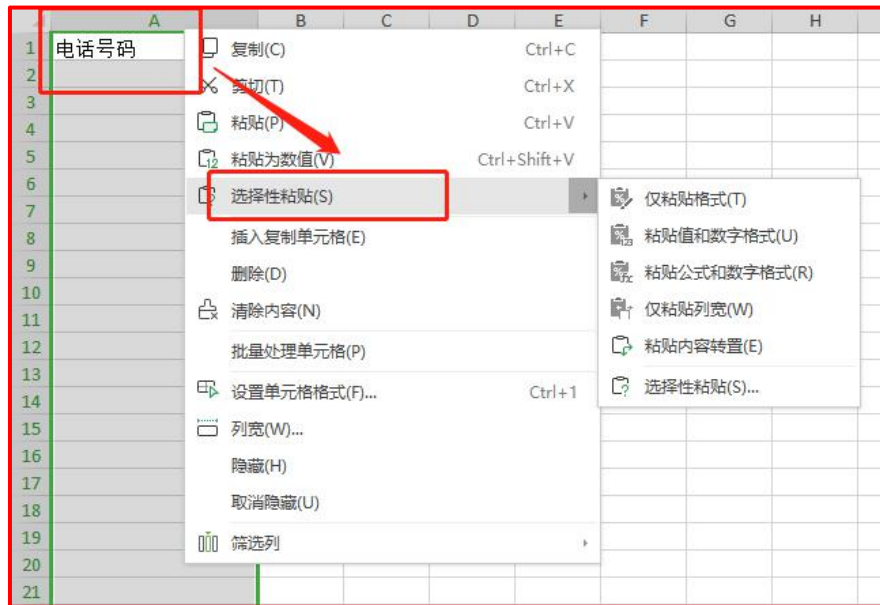 A B C D E F G H
1 电话号码
2
3
4
5
6
7
8
9
10
11
12
13
14
15
16
17
18
19
20
21
复制(C) Ctrl+C
剪切(T) Ctrl+X
粘贴(P) Ctrl+V
粘贴为数值(V) Ctrl+Shift+V
选择性粘贴(S)
插入复制单元格(E)
删除(D)
清除内容(N)
批量处理单元格(P)
设置单元格格式(F)... Ctrl+1
列宽(W)...
隐藏(H)
取消隐藏(U)
筛选列
仅粘贴格式(T)
粘贴值和数字格式(U)
粘贴公式和数字格式(R)
仅粘贴列宽(W)
粘贴内容转置(E)
选择性粘贴(S)...